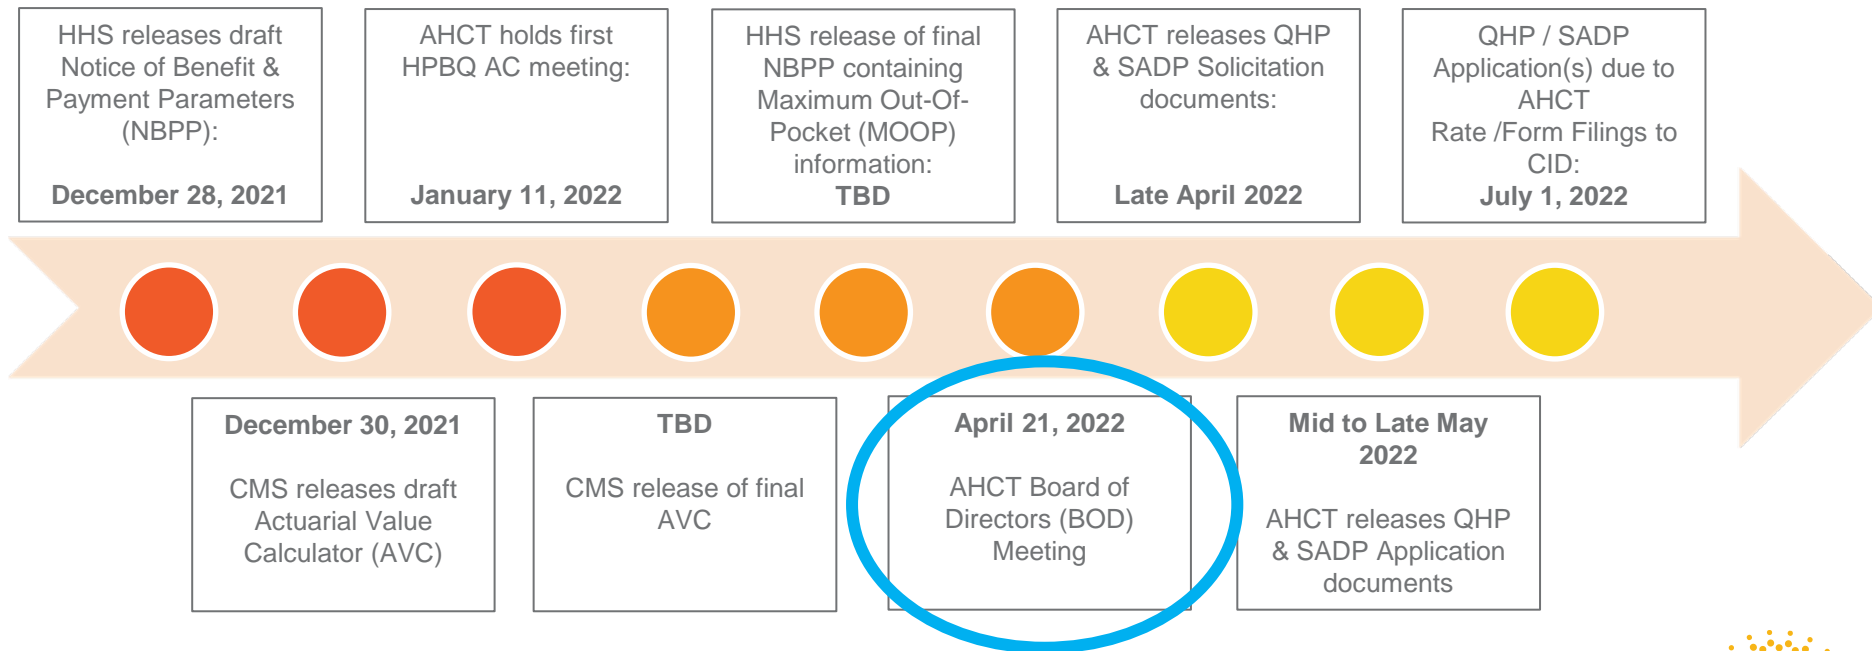 HHS releases draft
Notice of Benefit &
Payment Parameters
(NBPP):
December 28, 2021
AHCT holds first
HPBQ AC meeting:
January 11, 2022
HHS release of final
NBPP containing
Maximum Out-Of-
Pocket (MOOP)
information:
TBD
AHCT releases QHP
& SADP Solicitation
documents:
Late April 2022
QHP / SADP
Application(s) due to
AHCT
Rate /Form Filings to
CID:
July 1, 2022
December 30, 2021
CMS releases draft
Actuarial Value
Calculator (AVC)
TBD
CMS release of final
AVC
April 21, 2022
AHCT Board of
Directors (BOD)
Meeting
Mid to Late May
2022
AHCT releases QHP
& SADP Application
documents